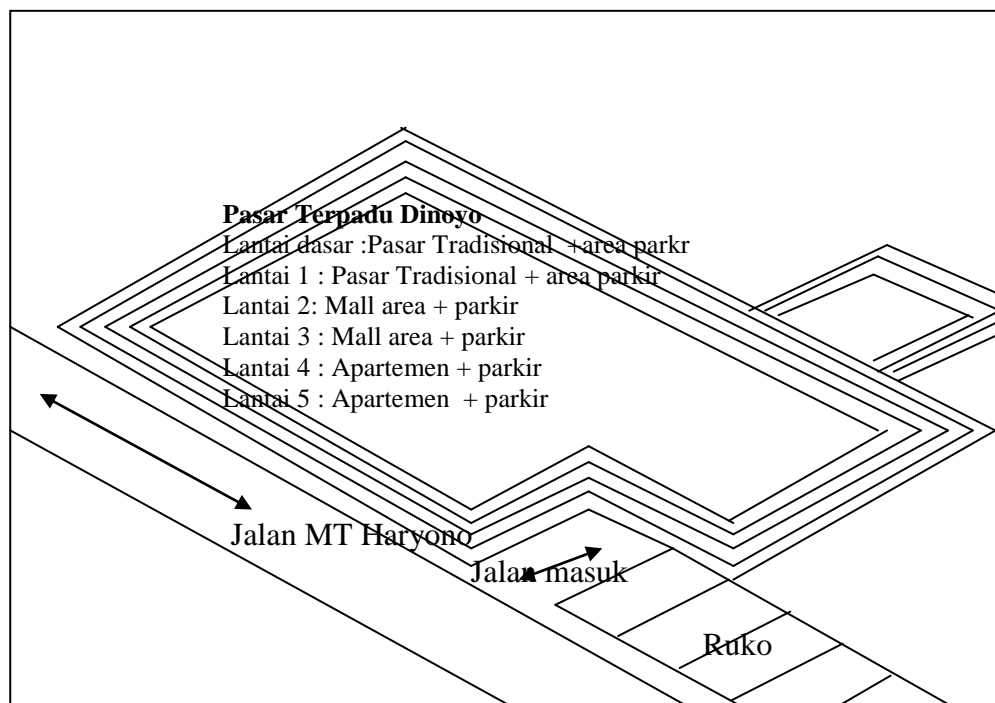 Pasar Terpadu Dinoyo
Lantai dasar :Pasar Tradisional +area parkr
Lantai 1 : Pasar Tradisional + area parkir
Lantai 2: Mall area + parkir
Lantai 3 : Mall area + parkir
Lantai 4 : Apartemen + parkir
Lantai 5 : Apartemen + parkir
Jalan MT Haryono
Jalan masuk
Ruko